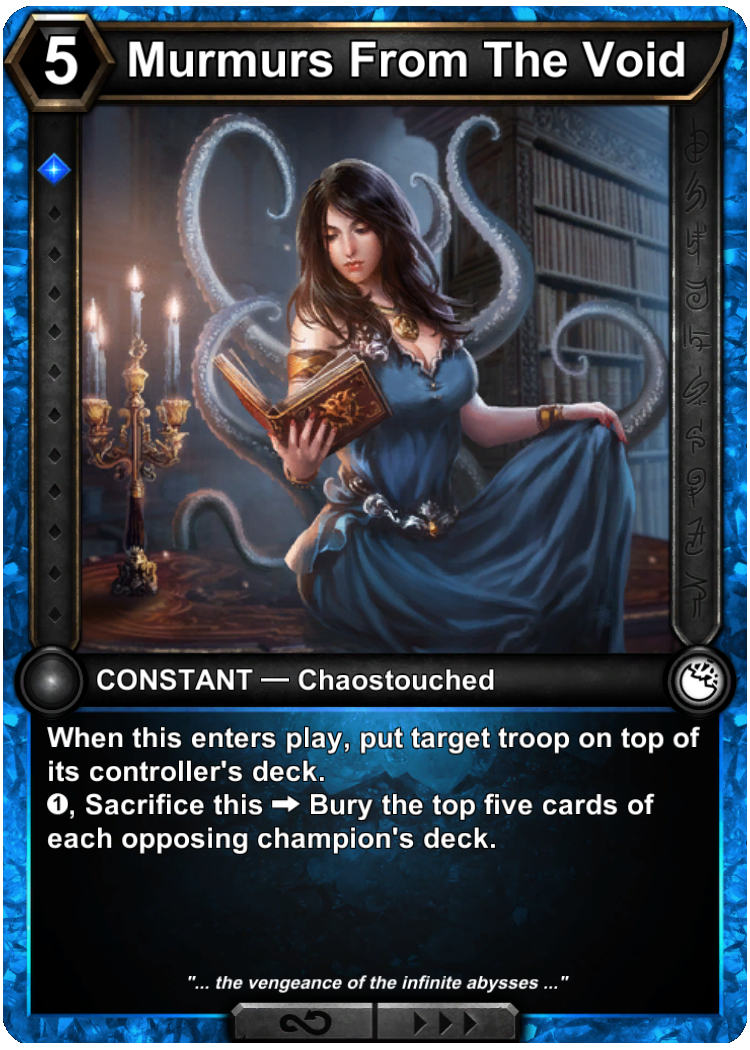 5 Murmurs From The Void
CONSTANT — Chaostouched
When this enters play, put target troop on top of
its controller's deck.
❶, Sacrifice this ➡ Bury the top five cards of
each opposing champion's deck.
"... the vengeance of the infinite abysses ..."